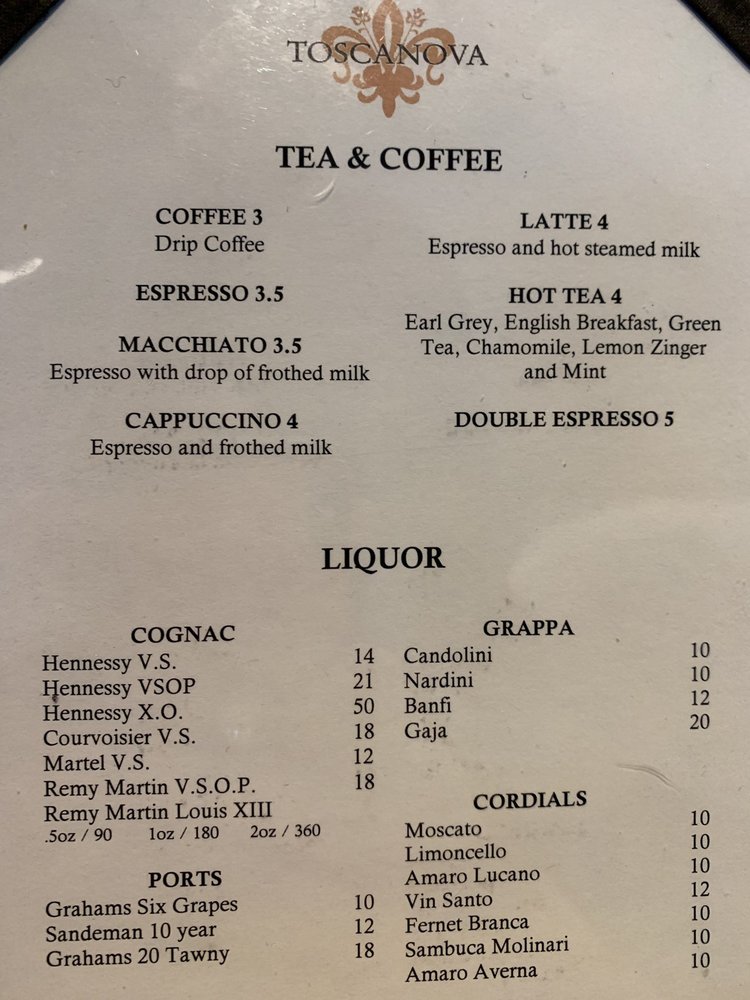 TOSCANOVA
TEA & COFFEE
COFFEE 3
Drip Coffee
ESPRESSO 3.5
MACCHIATO 3.5
Espresso with drop of frothed milk
CAPPUCCINO 4
Espresso and frothed milk
LATTE 4
Espresso and hot steamed milk
HOT TEA 4
Earl Grey, English Breakfast, Green
Tea, Chamomile, Lemon Zinger
and Mint
DOUBLE ESPRESSO 5
LIQUOR
COGNAC
Hennessy V.S. 14
Hennessy VSOP 21
Hennessy X.O. 50
Courvoisier V.S. 18
Martel V.S. 12
Remy Martin V.S.O.P. 18
Remy Martin Louis XIII
.5oz / 90 1oz / 180 2oz / 360
PORTS
Grahams Six Grapes 10
Sandeman 10 year 12
Grahams 20 Tawny 18
GRAPPA
Candolini 10
Nardini 10
Banfi 12
Gaja 20
CORDIALS
Moscato 10
Limoncello 10
Amaro Lucano 10
Vin Santo 12
Fernet Branca 10
Sambuca Molinari 10
Amaro Averna 10